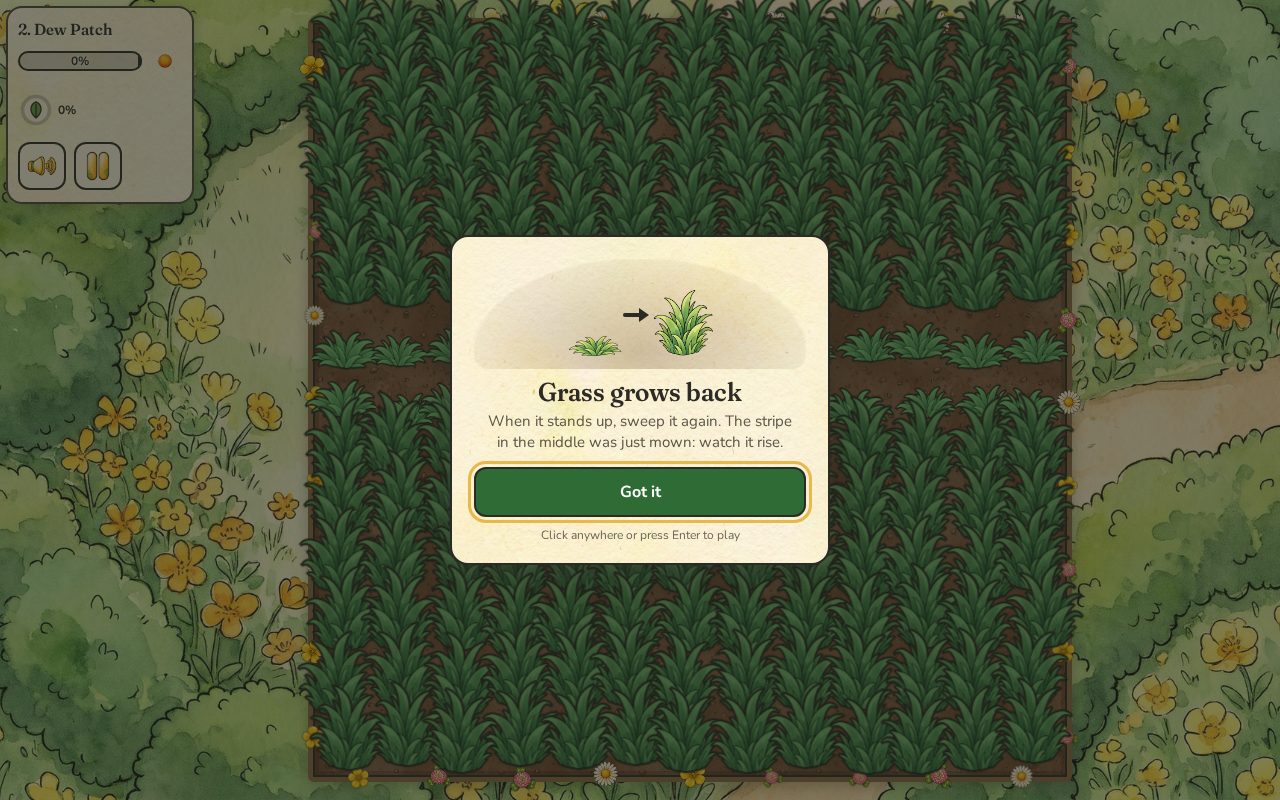 2. Dew Patch
0%
0%
Grass grows back
When it stands up, sweep it again. The stripe
in the middle was just mown: watch it rise.
Got it
Click anywhere or press Enter to play